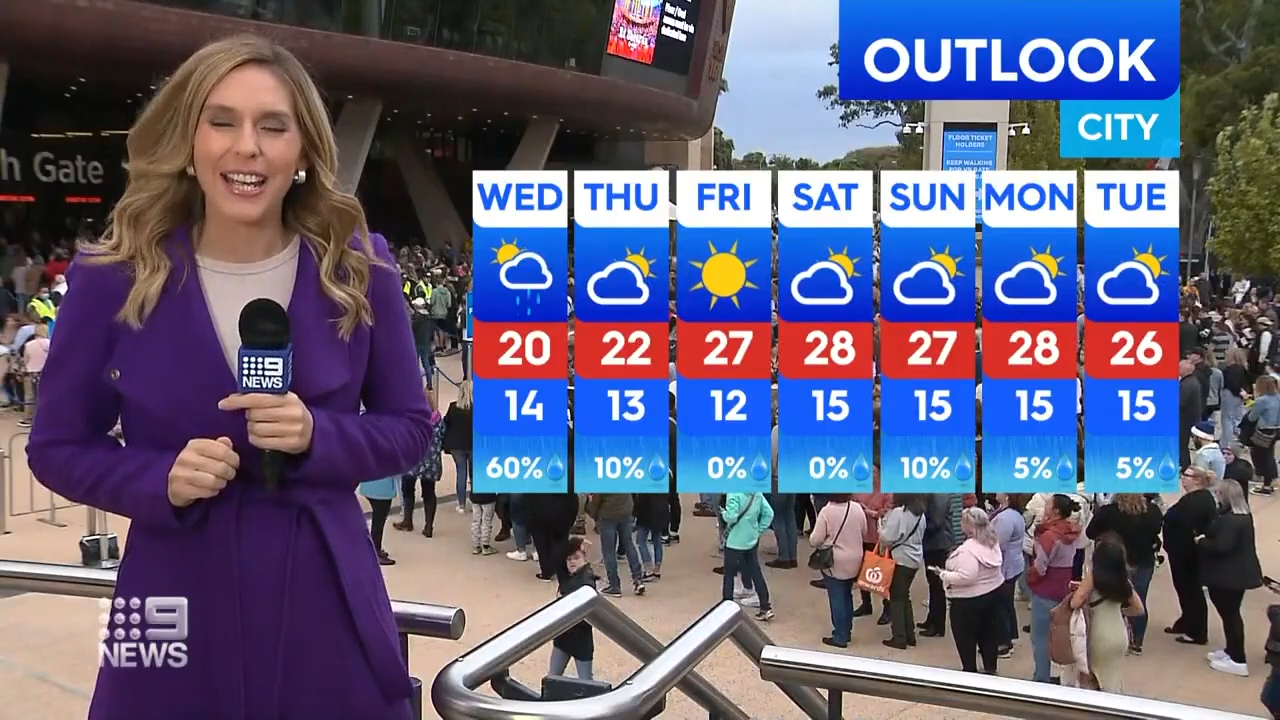 OUTLOOK
CITY
h Gate
FLOOR TICKET
HOLDERS
KEEP WALKING
WED THU FRI SAT SUN MON TUE
20 22 27 28 27 28 26
14 13 12 15 15 15 15
60% 10% 0% 0% 10% 5% 5%
9
NEWS
9
NEWS